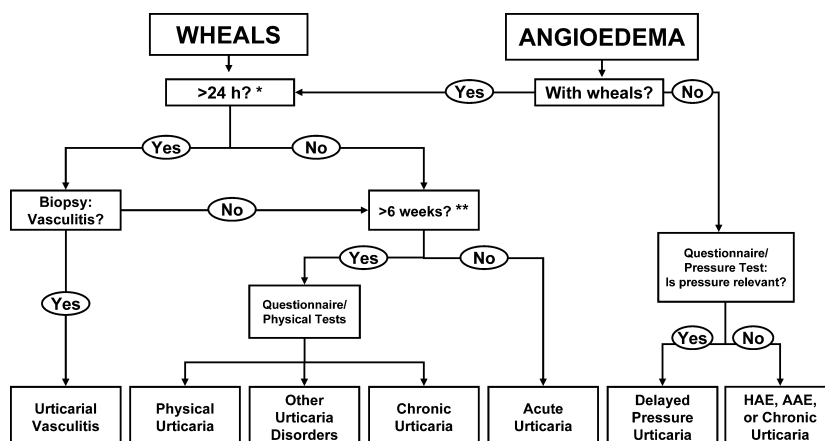 WHEALS
ANGIOEDEMA
>24 h? *
Yes
With wheals?
No
Yes
No
Biopsy:
Vasculitis?
No
>6 weeks? **
Questionnaire/
Pressure Test:
Is pressure relevant?
Yes
No
Yes
Questionnaire/
Physical Tests
Yes
No
Urticarial
Vasculitis
Physical
Urticaria
Other
Urticaria
Disorders
Chronic
Urticaria
Acute
Urticaria
Delayed
Pressure
Urticaria
HAE, AAE,
or Chronic
Urticaria